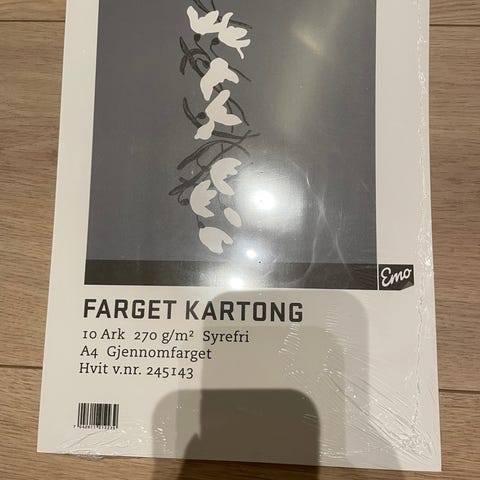 Emo
FARGET KARTONG
10 Ark 270 g/m² Syrefri
A4 Gjennomfarget
Hvit v.nr. 245143